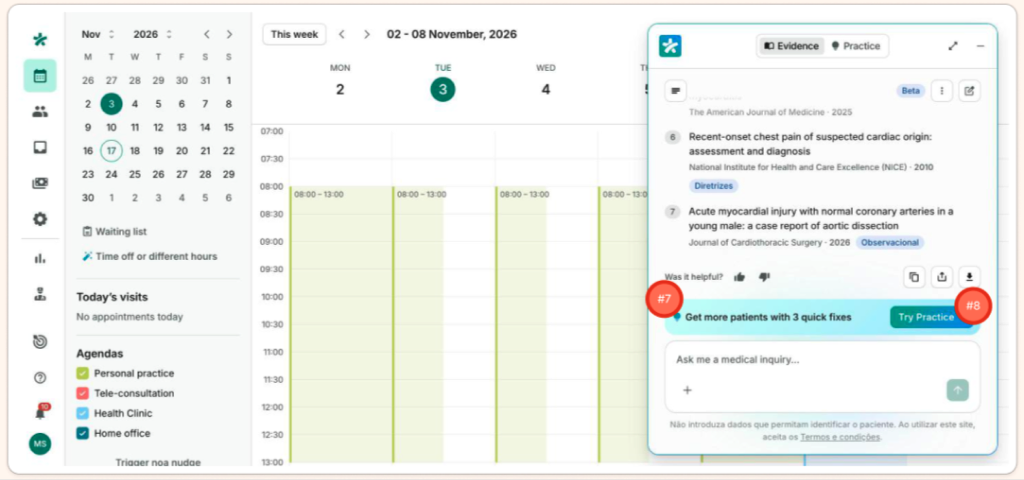 Nov
2026
M T W T F S S
26 27 28 29 30 31 1
2 3 4 5 6 7 8
9 10 11 12 13 14 15
16 17 18 19 20 21 22
23 24 25 26 27 28 29
30 1 2 3 4 5 6
Waiting list
Time off or different hours
Today's visits
No appointments today
Agendas
Personal practice
Tele-consultation
Health Clinic
Home office
Trigger noa nudge
10
MS
This week
02 - 08 November, 2026
MON
2
TUE
3
WED
4
07:00
07:30
08:00
08:30
09:00
09:30
10:00
10:30
11:00
11:30
12:00
12:30
13:00
08:00 – 13:00
08:00 – 13:00
08:00 – 13:00
08:00 – 13:00
Evidence
Practice
Beta
The American Journal of Medicine · 2025
6
Recent-onset chest pain of suspected cardiac origin:
assessment and diagnosis
National Institute for Health and Care Excellence (NICE) · 2010
Diretrizes
7
Acute myocardial injury with normal coronary arteries in a
young male: a case report of aortic dissection
Journal of Cardiothoracic Surgery · 2026 Observacional
Was it helpful?
#7
#8
Get more patients with 3 quick fixes
Try Practice
Ask me a medical inquiry...
Não introduza dados que permitam identificar o paciente. Ao utilizar este site,
aceita os Termos e condições.